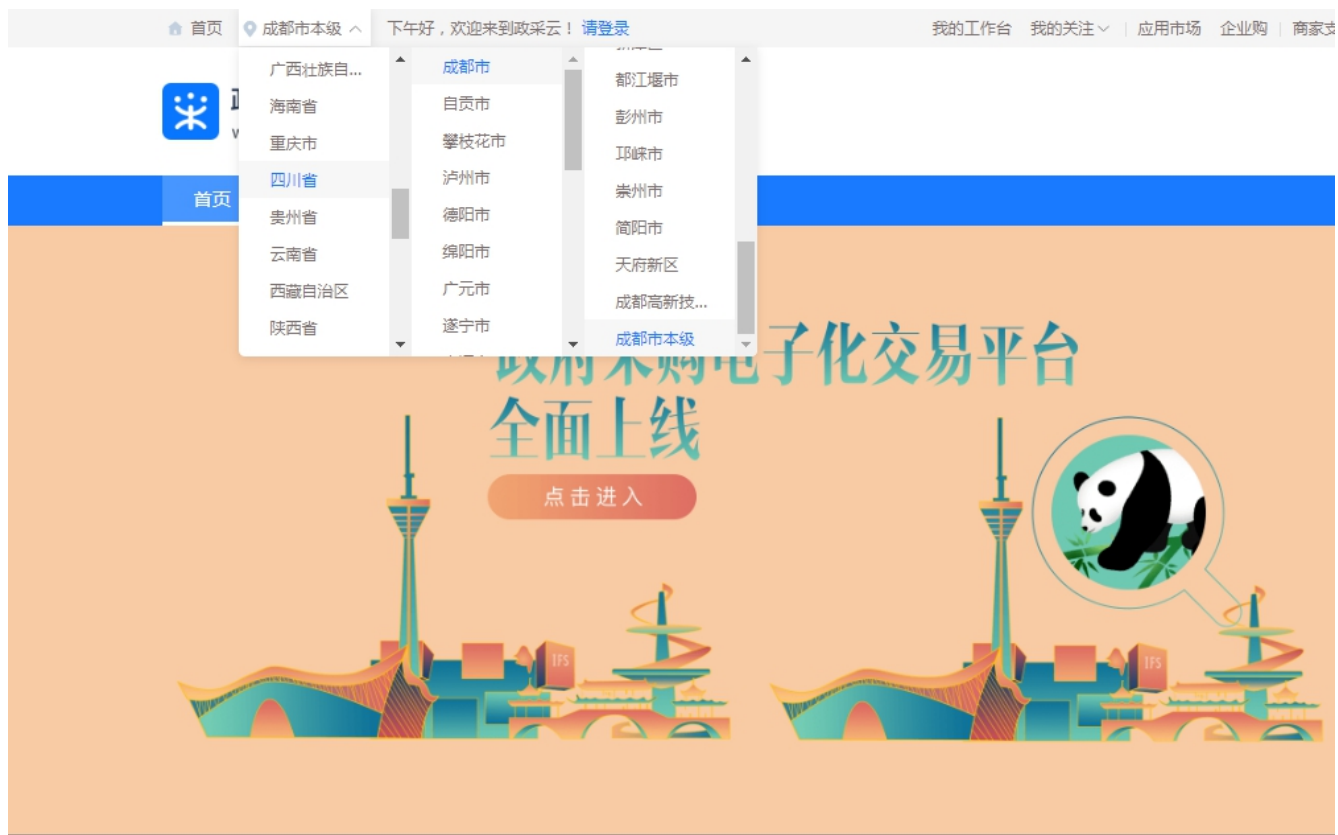 首页
成都市本级
下午好，欢迎来到政采云！ 请登录
我的工作台 我的关注 应用市场 企业购 商家支
广西壮族自...
海南省
重庆市
四川省
贵州省
云南省
西藏自治区
陕西省
成都市
自贡市
攀枝花市
泸州市
德阳市
绵阳市
广元市
遂宁市
都江堰市
彭州市
邛崃市
崇州市
简阳市
天府新区
成都高新技...
成都市本级
首页
政府采购电子化交易平台
全面上线
点击进入
IFS
IFS